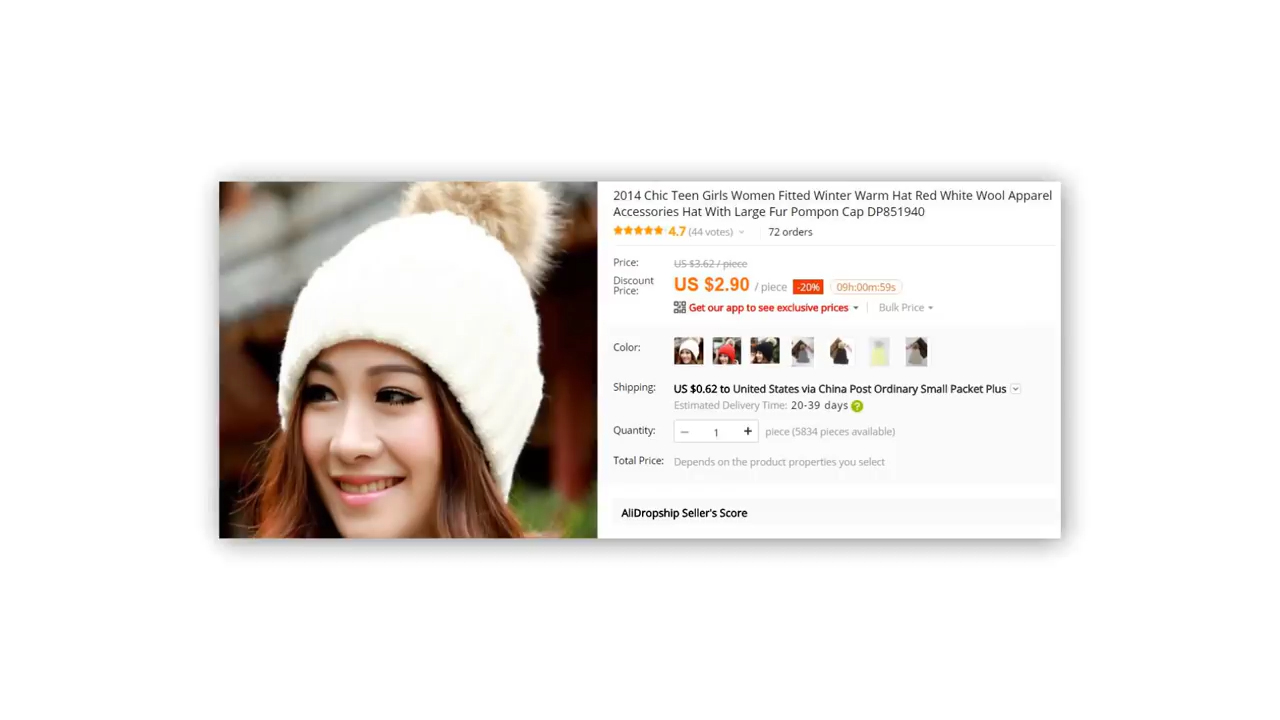 2014 Chic Teen Girls Women Fitted Winter Warm Hat Red White Wool Apparel
Accessories Hat With Large Fur Pompon Cap DP851940
4.7 (44 votes) 72 orders
Price: US $3.62 / piece
Discount Price: US $2.90 / piece -20% 09h:00m:59s
Get our app to see exclusive prices Bulk Price
Color:
Shipping: US $0.62 to United States via China Post Ordinary Small Packet Plus
Estimated Delivery Time: 20-39 days ?
Quantity: − 1 + piece (5834 pieces available)
Total Price: Depends on the product properties you select
AliDropship Seller's Score